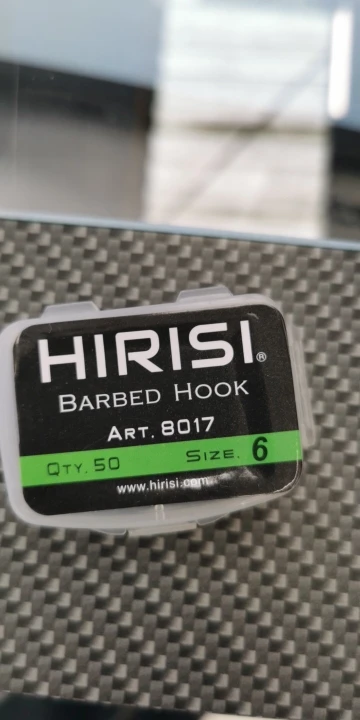 HIRISI®
BARBED HOOK
ART. 8017
QTY. 50 SIZE. 6
www.hirisi.com